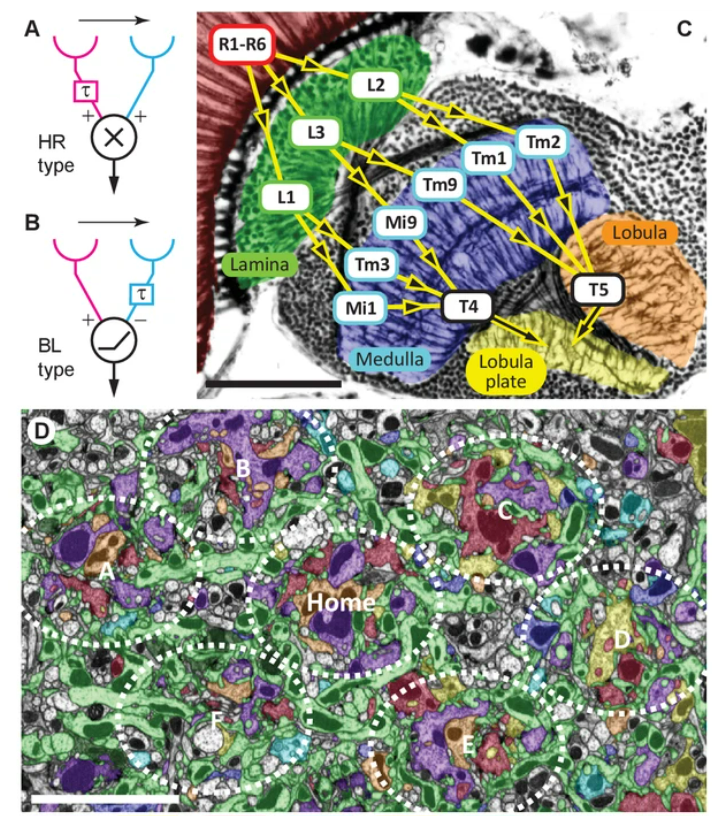 A
τ
+
+
HR
type
B
τ
+
−
BL
type
C
R1-R6
L2
L3
Tm2
Tm1
Tm9
L1
Mi9
Lobula
Lamina
Tm3
T5
Mi1
T4
Medulla
Lobula
plate
D
B
C
A
Home
D
F
E